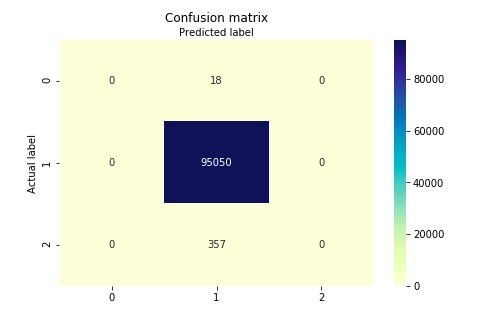 Confusion matrix
Predicted label
Actual label
0 0 18 0
1 0 95050 0
2 0 357 0
0 1 2
80000
60000
40000
20000
0